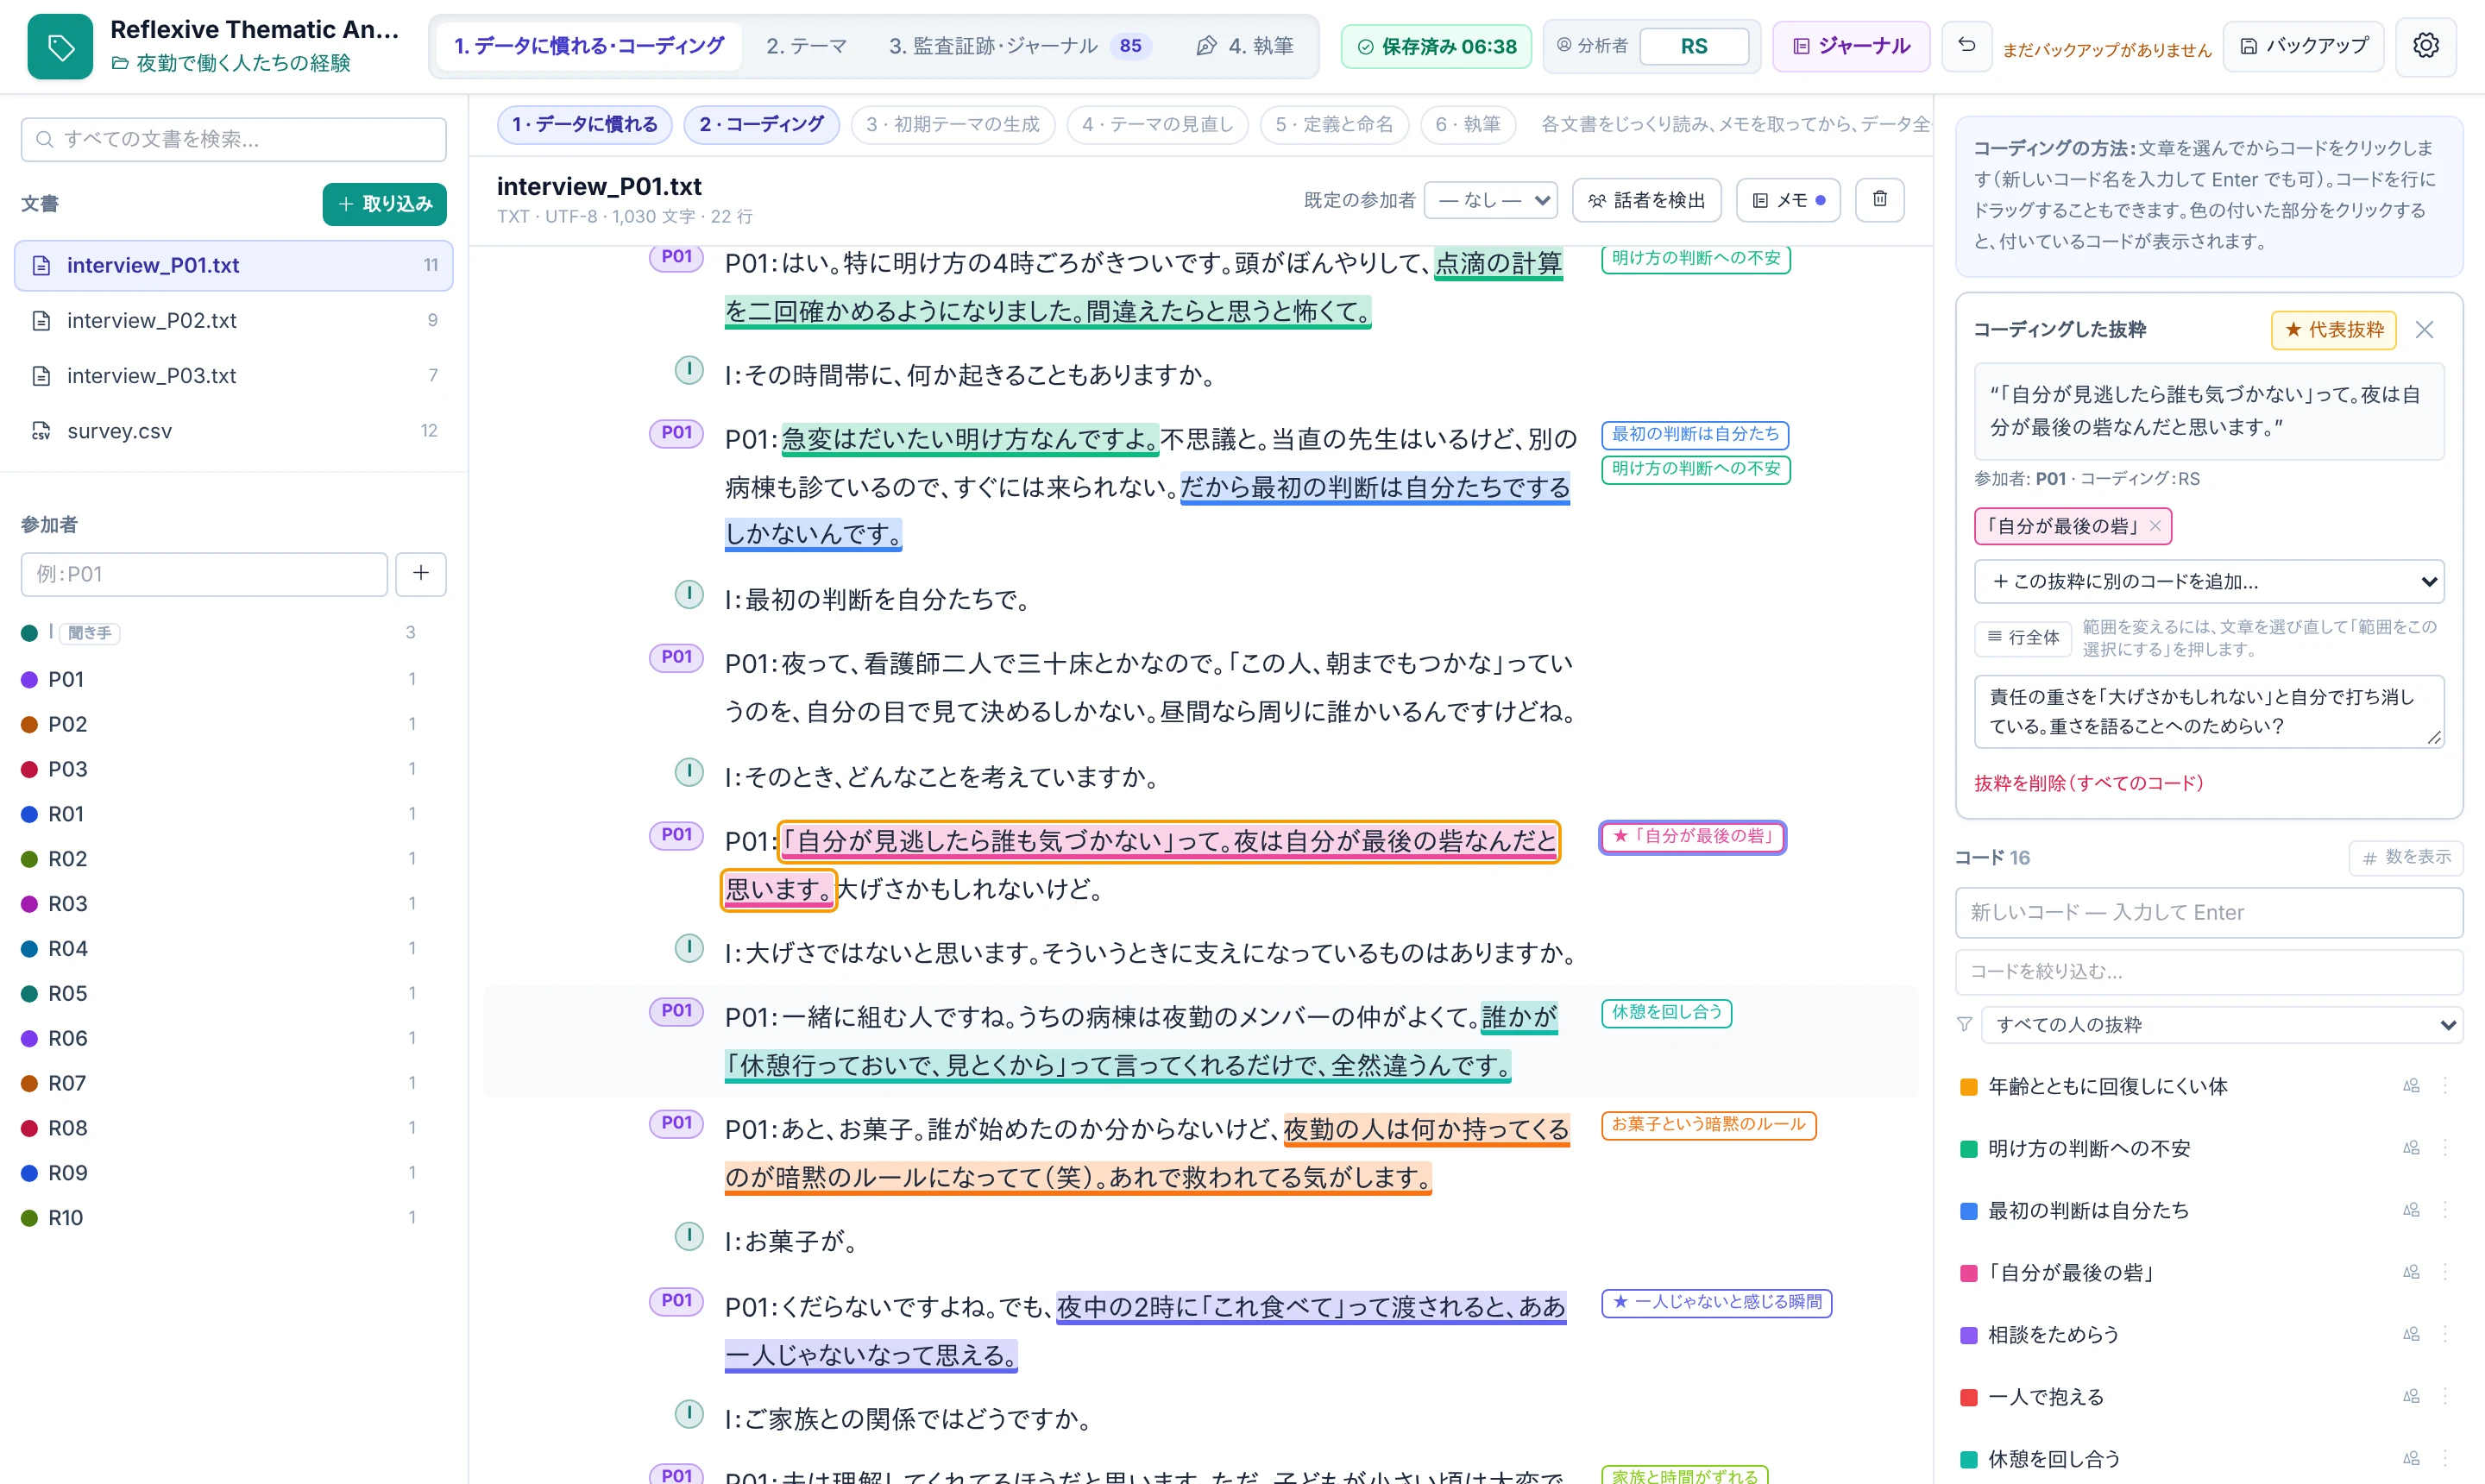 Reflexive Thematic An...
夜勤で働く人たちの経験
1. データに慣れる・コーディング
2. テーマ
3. 監査証跡・ジャーナル 85
4. 執筆
保存済み 06:38
分析者 RS
ジャーナル
まだバックアップがありません
バックアップ
すべての文書を検索...
文書
+ 取り込み
interview_P01.txt 11
interview_P02.txt 9
interview_P03.txt 7
survey.csv 12
参加者
例：P01
I 聞き手 3
P01 1
P02 1
P03 1
R01 1
R02 1
R03 1
R04 1
R05 1
R06 1
R07 1
R08 1
R09 1
R10 1
1・データに慣れる
2・コーディング
3・初期テーマの生成
4・テーマの見直し
5・定義と命名
6・執筆
各文書をじっくり読み、メモを取ってから、データ全
interview_P01.txt
TXT · UTF-8 · 1,030 文字 · 22 行
既定の参加者 — なし —
話者を検出
メモ
P01 P01：はい。特に明け方の4時ごろがきついです。頭がぼんやりして、点滴の計算 明け方の判断への不安
を二回確かめるようになりました。間違えたらと思うと怖くて。
I I：その時間帯に、何か起きることもありますか。
P01 P01：急変はだいたい明け方なんですよ。不思議と。当直の先生はいるけど、別の 最初の判断は自分たち
病棟も診ているので、すぐには来られない。だから最初の判断は自分たちでする 明け方の判断への不安
しかないんです。
I I：最初の判断を自分たちで。
P01 P01：夜って、看護師二人で三十床とかなので。「この人、朝までもつかな」ってい
うのを、自分の目で見て決めるしかない。昼間なら周りに誰かいるんですけどね。
I I：そのとき、どんなことを考えていますか。
P01 P01：「自分が見逃したら誰も気づかない」って。夜は自分が最後の砦なんだと ★「自分が最後の砦」
思います。大げさかもしれないけど。
I I：大げさではないと思います。そういうときに支えになっているものはありますか。
P01 P01：一緒に組む人ですね。うちの病棟は夜勤のメンバーの仲がよくて。誰かが 休憩を回し合う
「休憩行っておいで、見とくから」って言ってくれるだけで、全然違うんです。
P01 P01：あと、お菓子。誰が始めたのか分からないけど、夜勤の人は何か持ってくる お菓子という暗黙のルール
のが暗黙のルールになってて（笑）。あれで救われてる気がします。
I I：お菓子が。
P01 P01：くだらないですよね。でも、夜中の2時に「これ食べて」って渡されると、ああ ★ 一人じゃないと感じる瞬間
一人じゃないなって思える。
I I：ご家族との関係ではどうですか。
P01 P01：夫は理解してくれてるほうだと思います。ただ、子どもが小さい頃は大変で 家族と時間がずれる
コーディングの方法：文章を選んでからコードをクリックしま
す（新しいコード名を入力して Enter でも可）。コードを行に
ドラッグすることもできます。色の付いた部分をクリックする
と、付いているコードが表示されます。
コーディングした抜粋
★ 代表抜粋
“「自分が見逃したら誰も気づかない」って。夜は自
分が最後の砦なんだと思います。”
参加者: P01 · コーディング：RS
「自分が最後の砦」
＋ この抜粋に別のコードを追加...
行全体
範囲を変えるには、文章を選び直して「範囲をこの
選択にする」を押します。
責任の重さを「大げさかもしれない」と自分で打ち消し
ている。重さを語ることへのためらい？
抜粋を削除（すべてのコード）
コード 16
# 数を表示
新しいコード — 入力して Enter
コードを絞り込む...
すべての人の抜粋
年齢とともに回復しにくい体
明け方の判断への不安
最初の判断は自分たち
「自分が最後の砦」
相談をためらう
一人で抱える
休憩を回し合う